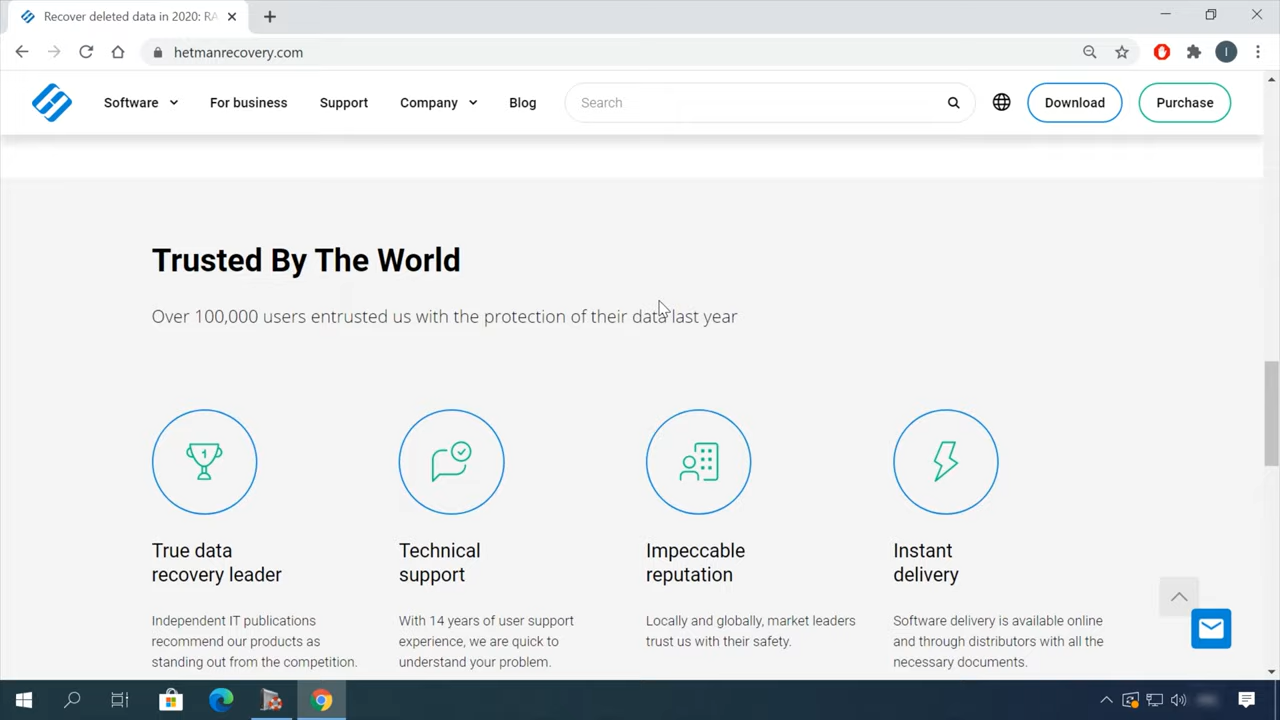 Recover deleted data in 2020: RA
hetmanrecovery.com
I
Software
For business
Support
Company
Blog
Search
Download
Purchase
Trusted By The World
Over 100,000 users entrusted us with the protection of their data last year
1
True data
recovery leader
Independent IT publications
recommend our products as
standing out from the competition.
Technical
support
With 14 years of user support
experience, we are quick to
understand your problem.
Impeccable
reputation
Locally and globally, market leaders
trust us with their safety.
Instant
delivery
Software delivery is available online
and through distributors with all the
necessary documents.